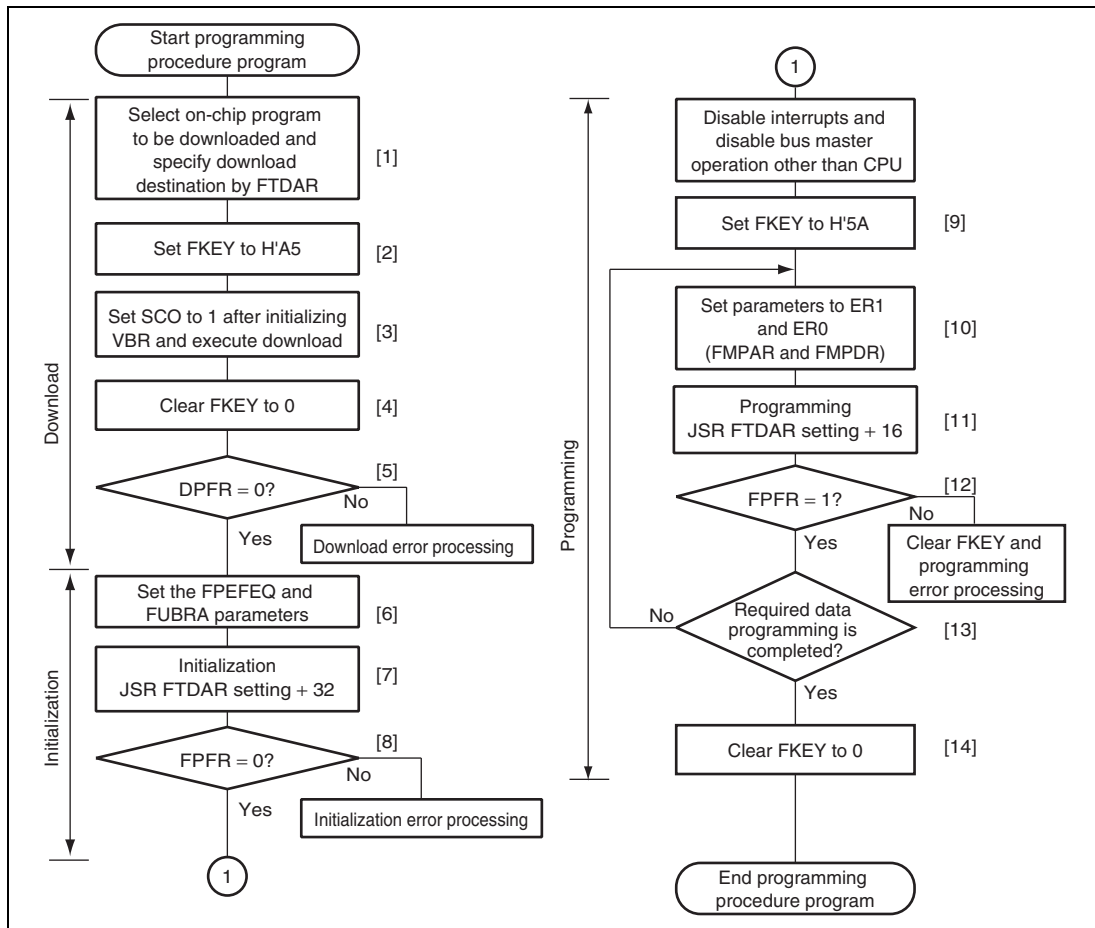 Start programming
procedure program
Download
Select on-chip program
to be downloaded and
specify download
destination by FTDAR
[1]
Set FKEY to H'A5
[2]
Set SCO to 1 after initializing
VBR and execute download
[3]
Clear FKEY to 0
[4]
DPFR = 0?
[5]
No
Yes
Download error processing
Initialization
Set the FPEFEQ and
FUBRA parameters
[6]
Initialization
JSR FTDAR setting + 32
[7]
FPFR = 0?
[8]
No
Yes
Initialization error processing
1
1
Programming
Disable interrupts and
disable bus master
operation other than CPU
Set FKEY to H'5A
[9]
Set parameters to ER1
and ER0
(FMPAR and FMPDR)
[10]
Programming
JSR FTDAR setting + 16
[11]
FPFR = 1?
[12]
No
Yes
Clear FKEY and
programming
error processing
Required data
programming is
completed?
[13]
No
Yes
Clear FKEY to 0
[14]
End programming
procedure program